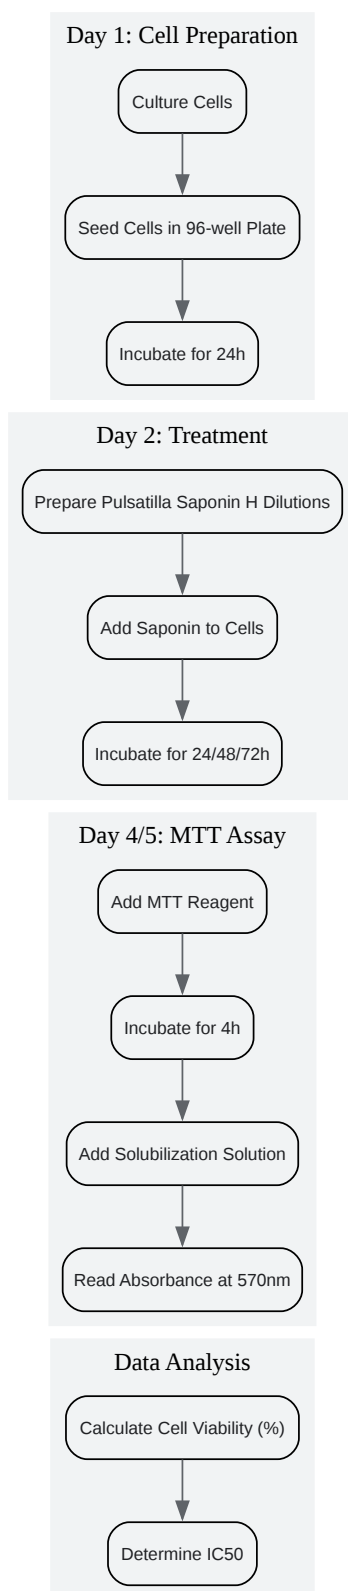 Day 1: Cell Preparation
Culture Cells
Seed Cells in 96-well Plate
Incubate for 24h
Day 2: Treatment
Prepare Pulsatilla Saponin H Dilutions
Add Saponin to Cells
Incubate for 24/48/72h
Day 4/5: MTT Assay
Add MTT Reagent
Incubate for 4h
Add Solubilization Solution
Read Absorbance at 570nm
Data Analysis
Calculate Cell Viability (%)
Determine IC50